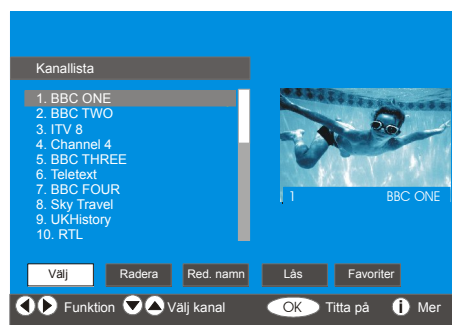 Kanallista
1. BBC ONE
2. BBC TWO
3. ITV 8
4. Channel 4
5. BBC THREE
6. Teletext
7. BBC FOUR
8. Sky Travel
9. UKHistory
10. RTL
1 BBC ONE
Välj Radera Red. namn Lås Favoriter
Funktion Välj kanal OK Titta på i Mer